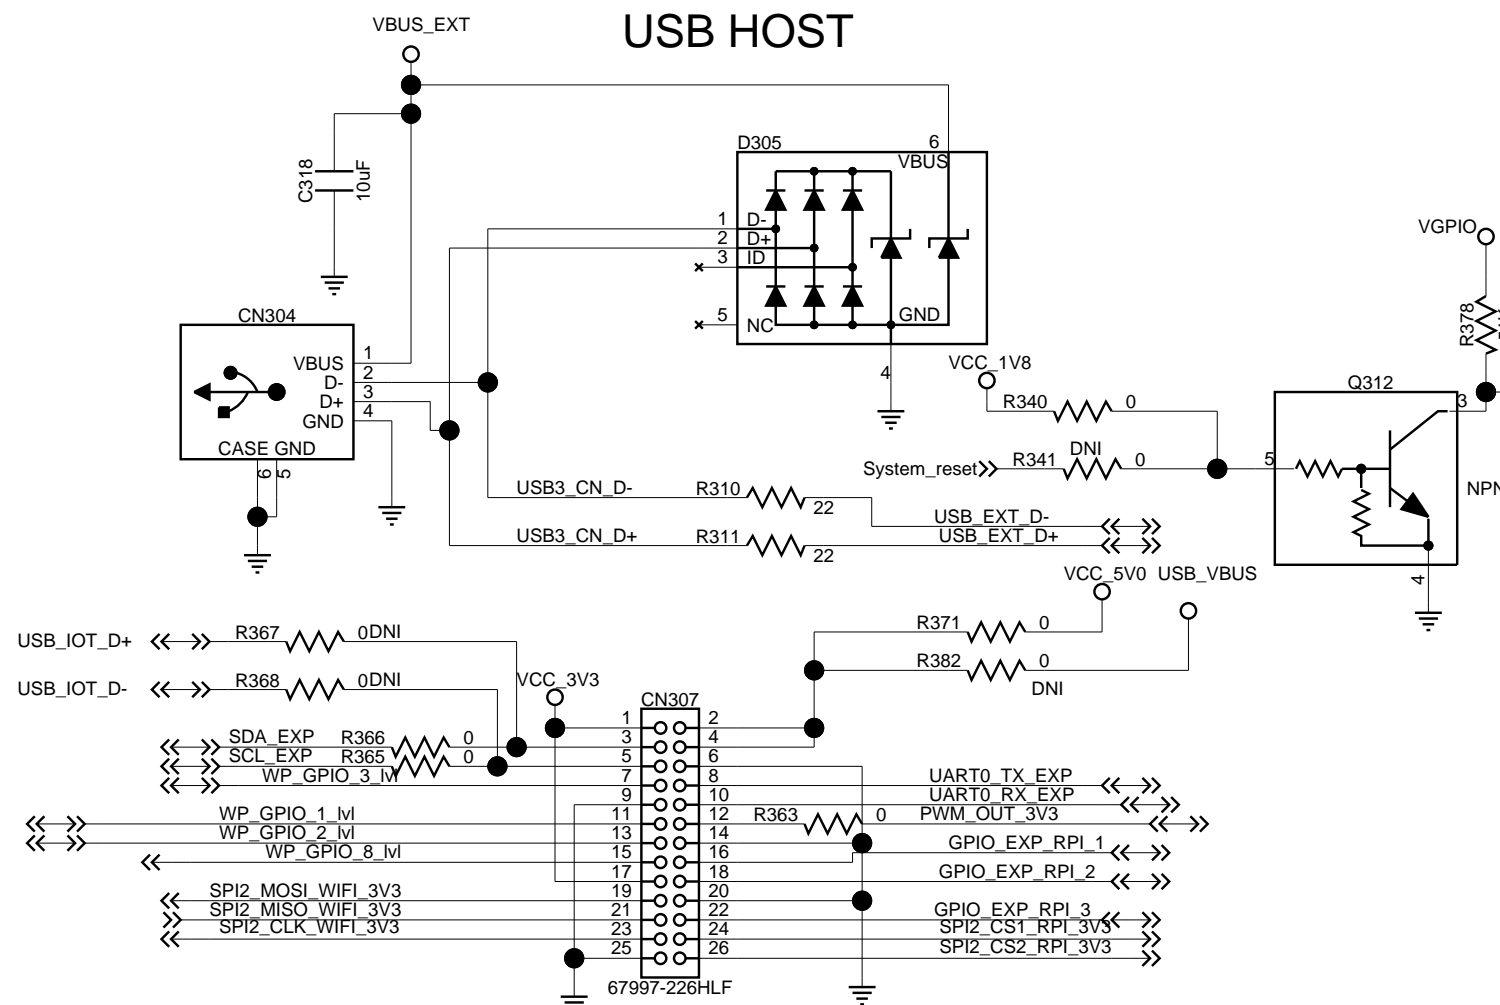 USB HOST
VBUS_EXT
C318
10uF
D305
6
VBUS
1 D-
2 D+
3 ID
5 NC
GND
4
CN304
VBUS 1
D- 2
D+ 3
GND 4
CASE GND
6
5
VGPIO
R378
Q312
3
5
NPN
4
VCC_1V8
R340 0
DNI
System_reset R341 0
USB3_CN_D- R310 22 USB_EXT_D-
USB3_CN_D+ R311 22 USB_EXT_D+
VCC_5V0 USB_VBUS
R371 0
R382 0
DNI
USB_IOT_D+ R367 0DNI
USB_IOT_D- R368 0DNI
VCC_3V3
CN307
1 2
SDA_EXP R366 0 3 4
SCL_EXP R365 0 5 6
WP_GPIO_3_lvl 7 8 UART0_TX_EXP
9 10 UART0_RX_EXP
WP_GPIO_1_lvl 11 12 R363 0 PWM_OUT_3V3
WP_GPIO_2_lvl 13 14
WP_GPIO_8_lvl 15 16 GPIO_EXP_RPI_1
17 18 GPIO_EXP_RPI_2
SPI2_MOSI_WIFI_3V3 19 20
SPI2_MISO_WIFI_3V3 21 22 GPIO_EXP_RPI_3
SPI2_CLK_WIFI_3V3 23 24 SPI2_CS1_RPI_3V3
25 26 SPI2_CS2_RPI_3V3
67997-226HLF